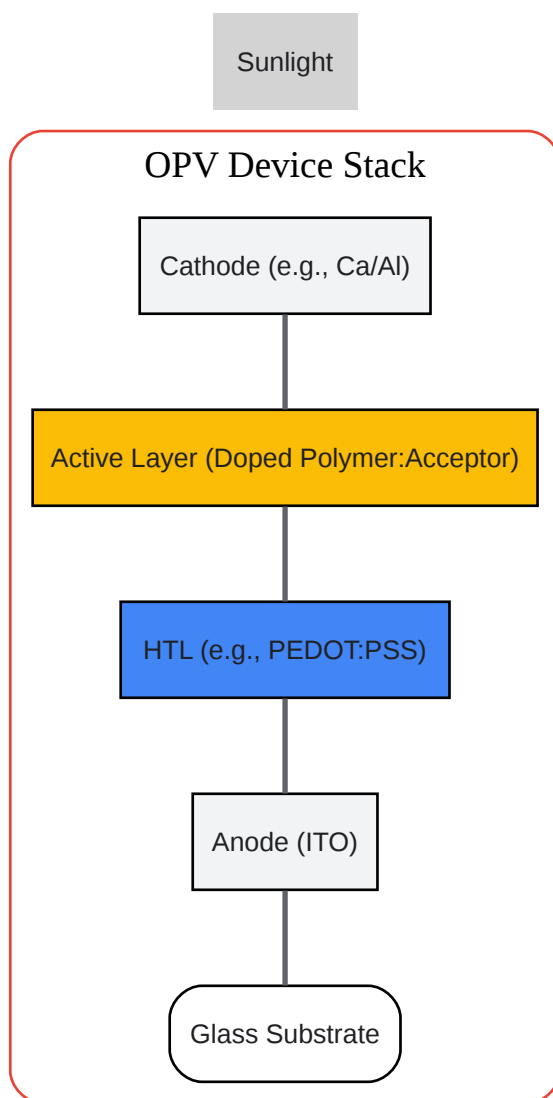 Sunlight
OPV Device Stack
Cathode (e.g., Ca/Al)
Active Layer (Doped Polymer:Acceptor)
HTL (e.g., PEDOT:PSS)
Anode (ITO)
Glass Substrate